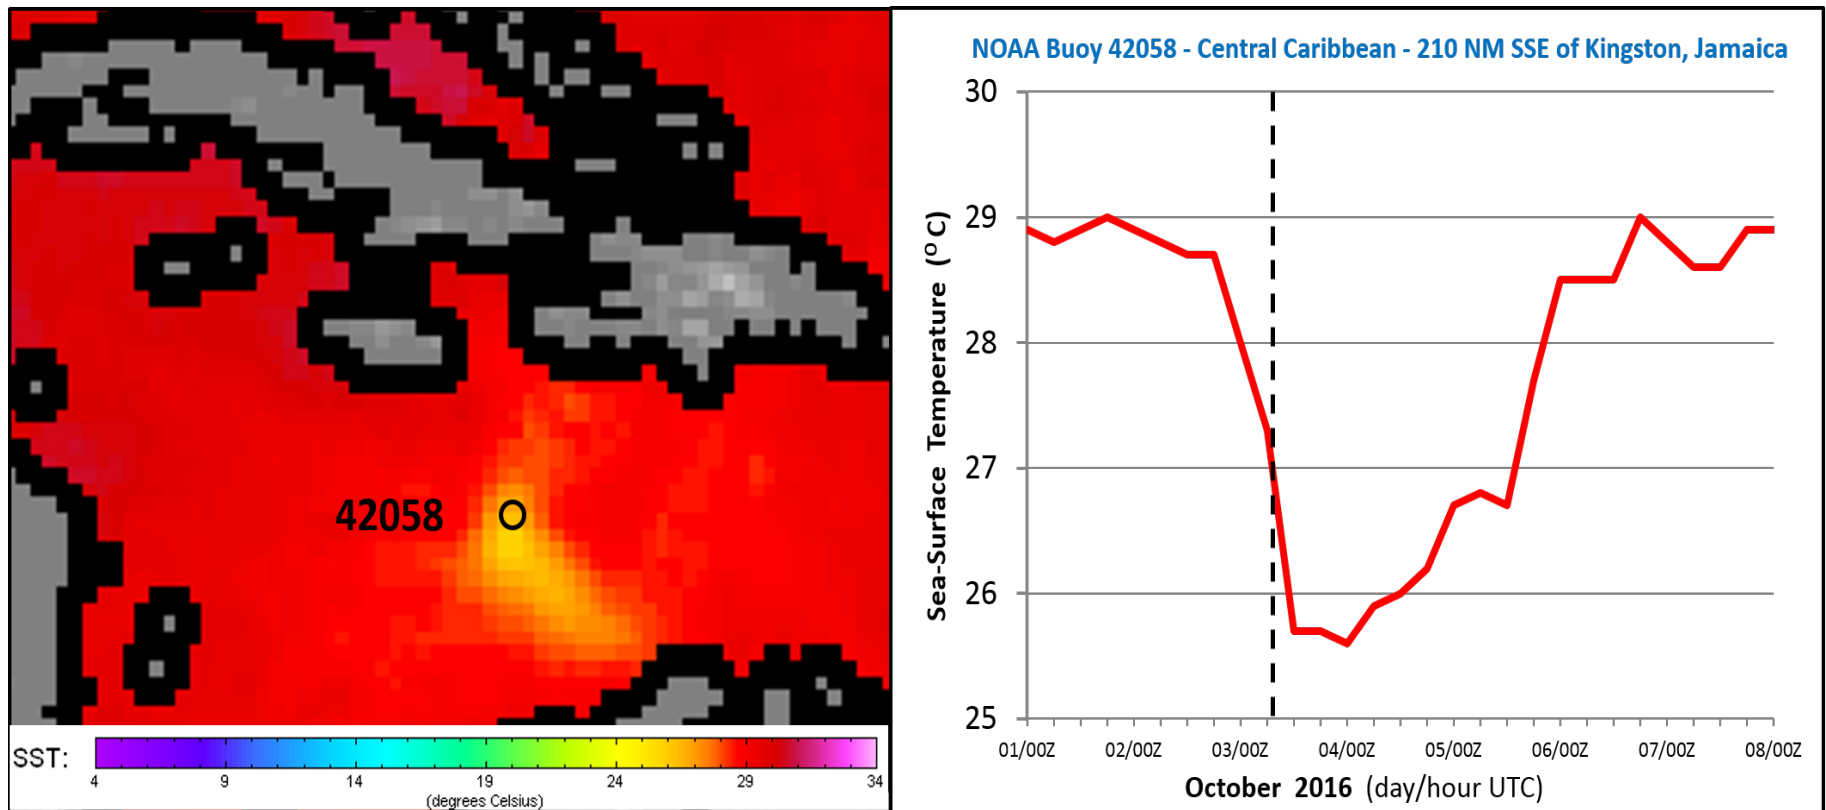 42058
SST:
4 9 14 19 24 29 34
(degrees Celsius)
NOAA Buoy 42058 - Central Caribbean - 210 NM SSE of Kingston, Jamaica
Sea-Surface Temperature (°C)
30
29
28
27
26
25
01/00Z 02/00Z 03/00Z 04/00Z 05/00Z 06/00Z 07/00Z 08/00Z
October 2016 (day/hour UTC)